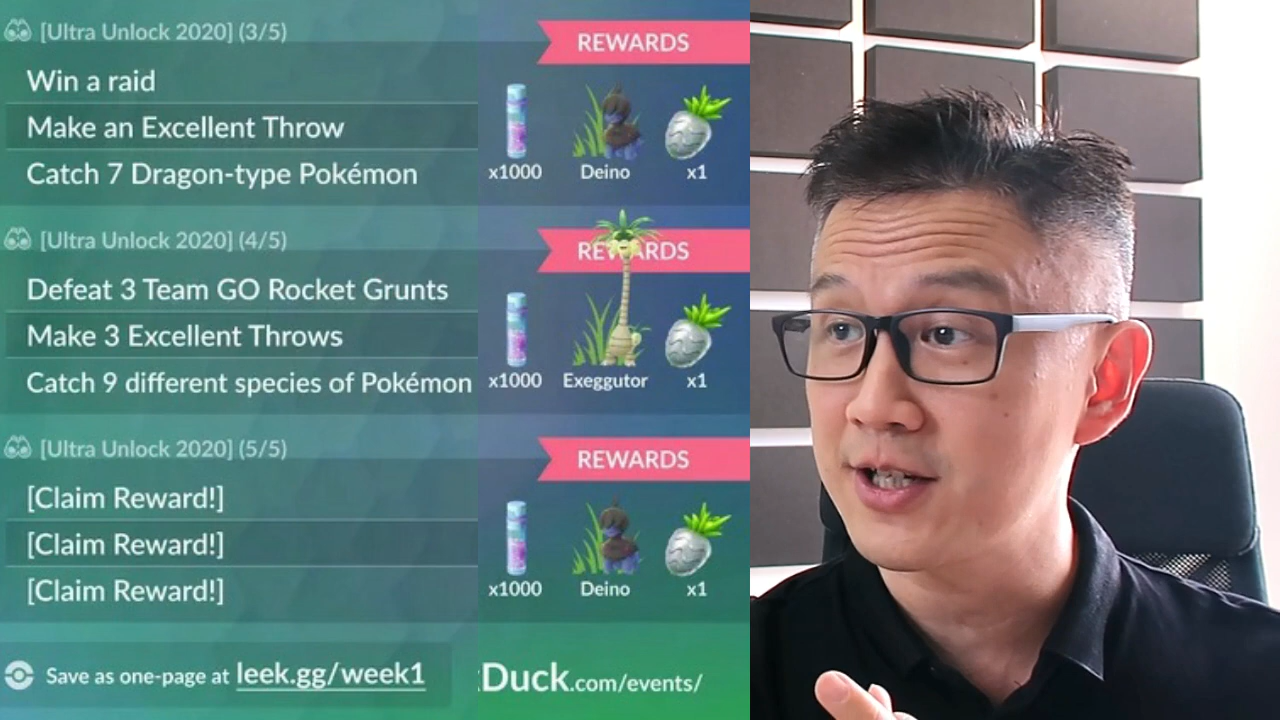 [Ultra Unlock 2020] (3/5)
REWARDS
Win a raid
Make an Excellent Throw
Catch 7 Dragon-type Pokémon
x1000 Deino x1
[Ultra Unlock 2020] (4/5)
Defeat 3 Team GO Rocket Grunts
Make 3 Excellent Throws
Catch 9 different species of Pokémon
x1000 Exeggutor x1
[Ultra Unlock 2020] (5/5)
REWARDS
[Claim Reward!]
[Claim Reward!]
[Claim Reward!]
x1000 Deino x1
Save as one-page at leek.gg/week1
Duck.com/events/